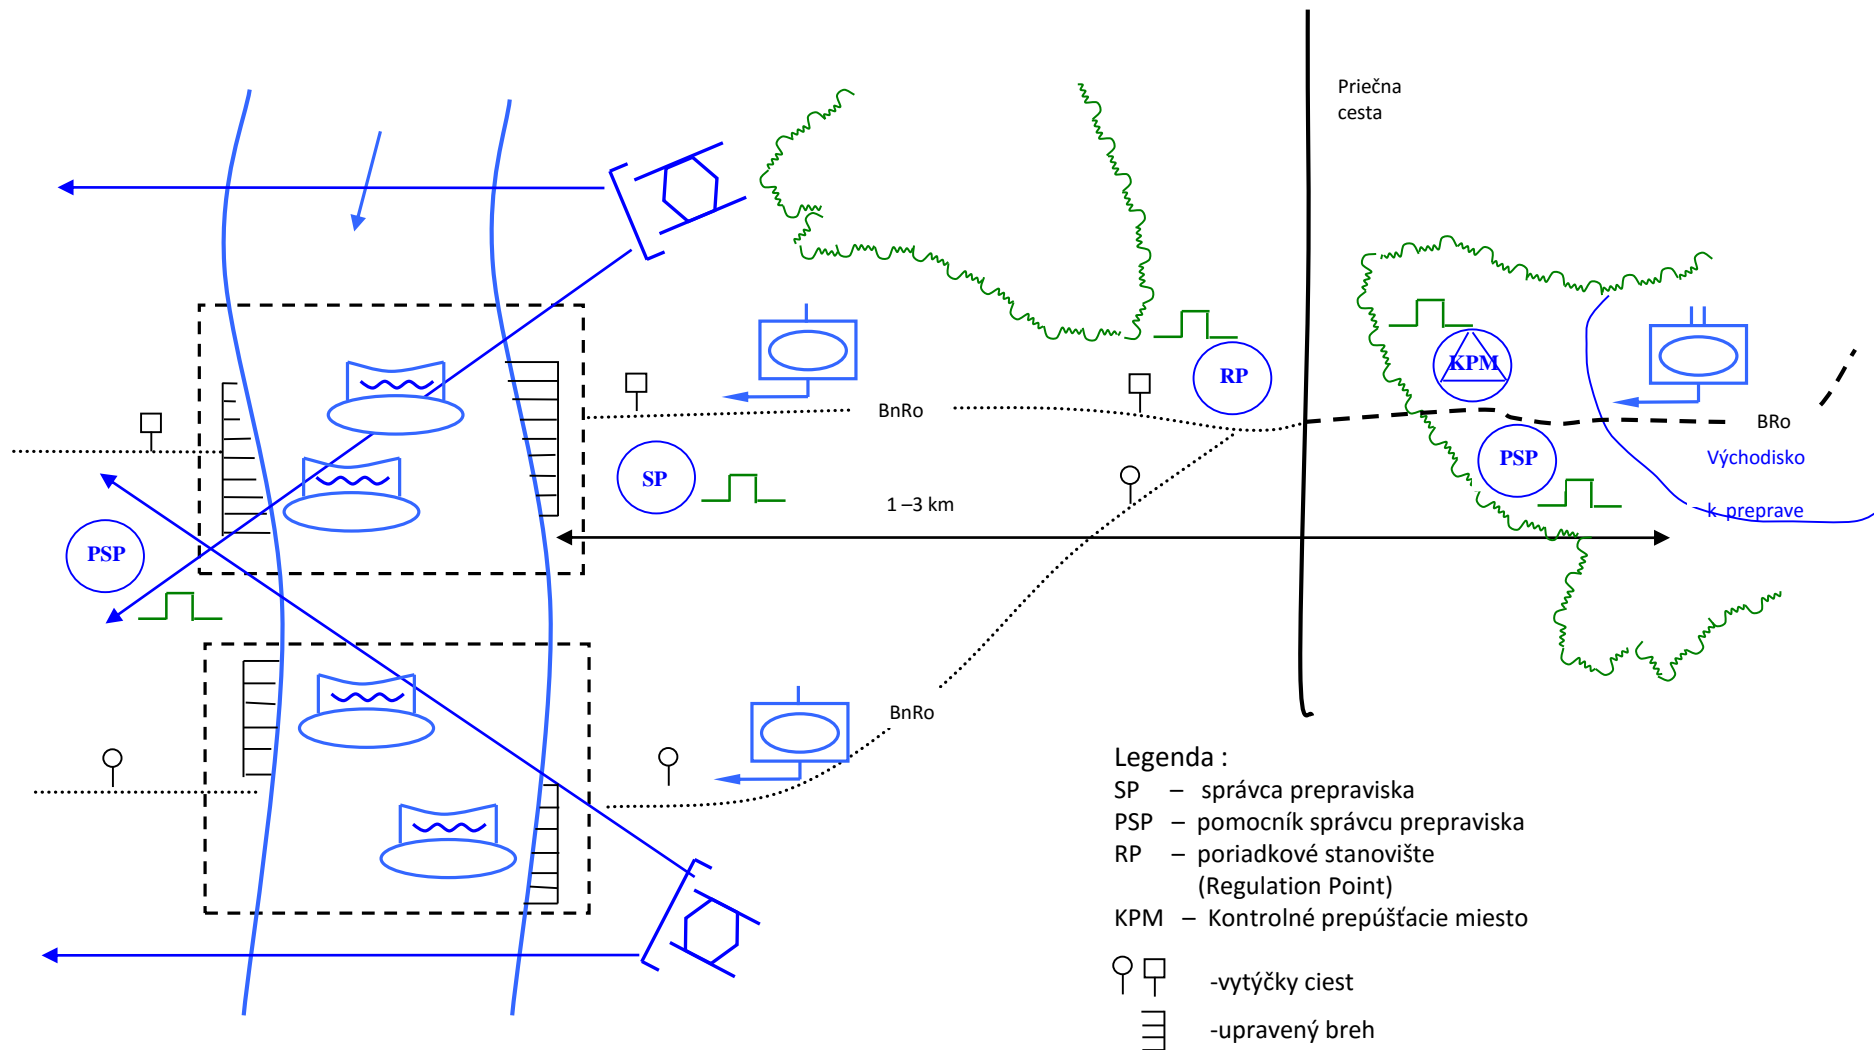 Priečna
cesta
RP
KPM
BnRo
BRo
SP
PSP
Východisko
1 –3 km
k preprave
PSP
BnRo
Legenda :
SP – správca prepraviska
PSP – pomocník správcu prepraviska
RP – poriadkové stanovište
(Regulation Point)
KPM – Kontrolné prepúšťacie miesto
-vytýčky ciest
-upravený breh